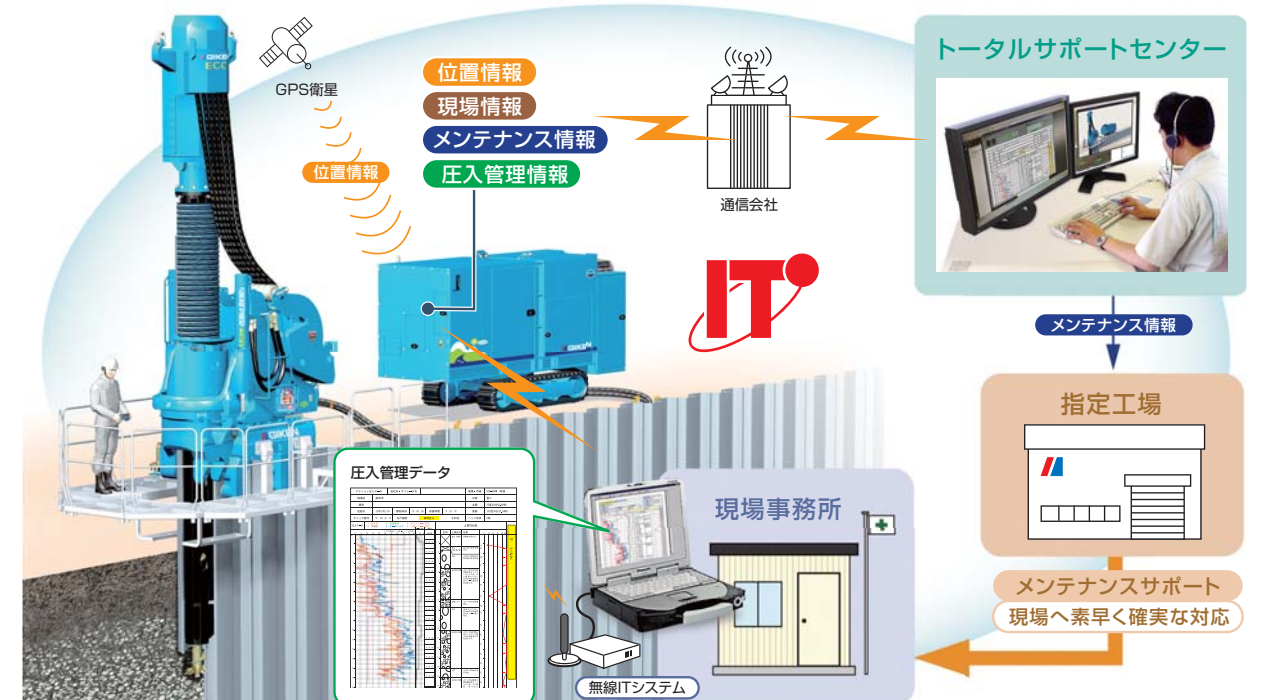 GIKEN
ECO
GPS衛星
位置情報
位置情報
現場情報
メンテナンス情報
圧入管理情報
通信会社
トータルサポートセンター
IT
GIKEN
GIKEN
メンテナンス情報
指定工場
メンテナンスサポート
現場へ素早く確実な対応
圧入管理データ
現場事務所
無線ITシステム